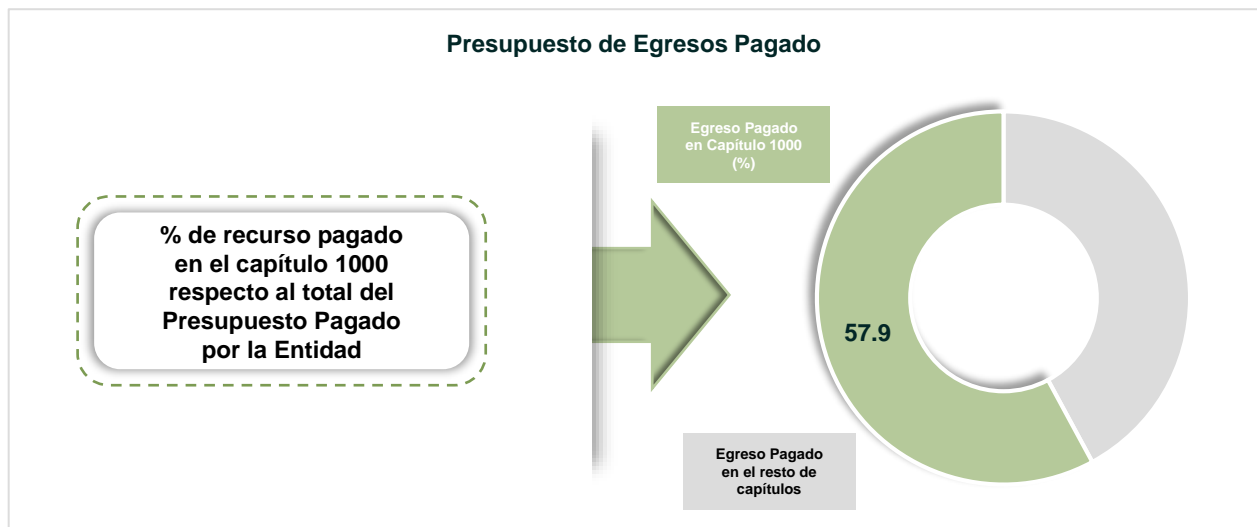 Presupuesto de Egresos Pagado
Egreso Pagado
en Capítulo 1000
(%)
% de recurso pagado
en el capítulo 1000
respecto al total del
Presupuesto Pagado
por la Entidad
57.9
Egreso Pagado
en el resto de
capítulos